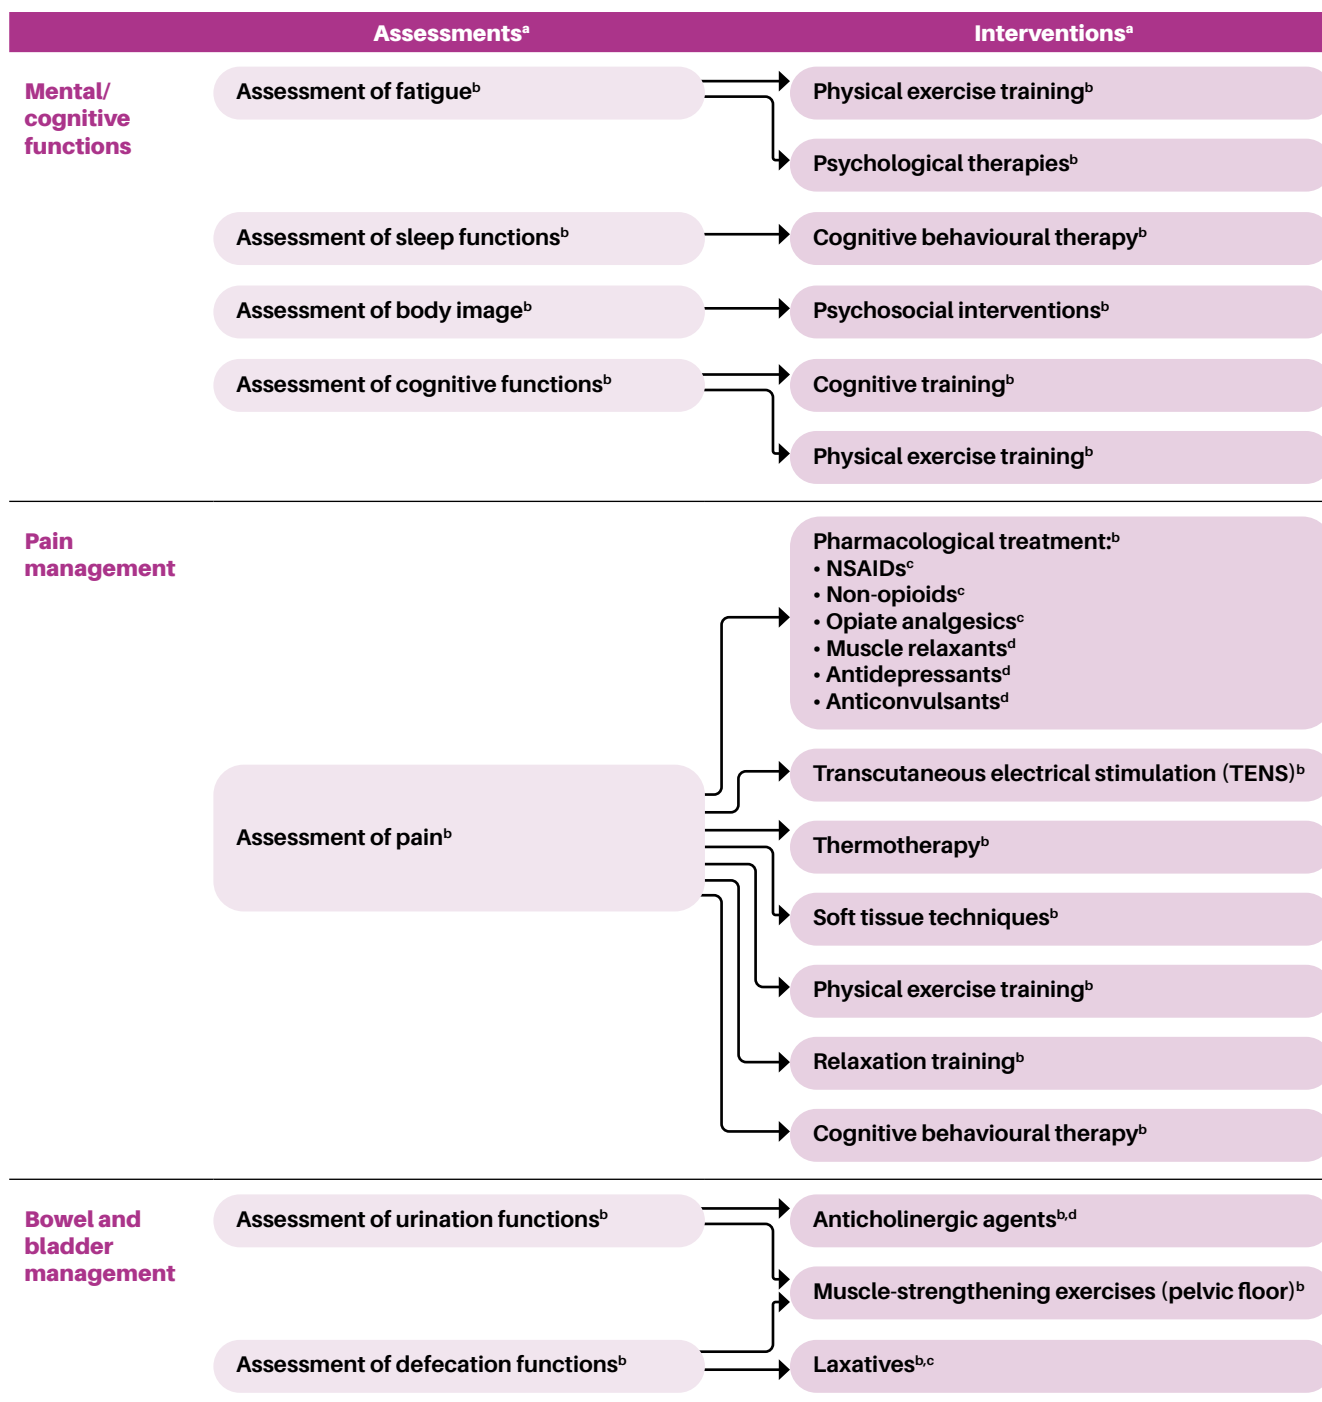 Assessmentsᵃ
Interventionsᵃ
Mental/
cognitive
functions
Assessment of fatigueᵇ
Physical exercise trainingᵇ
Psychological therapiesᵇ
Assessment of sleep functionsᵇ
Cognitive behavioural therapyᵇ
Assessment of body imageᵇ
Psychosocial interventionsᵇ
Assessment of cognitive functionsᵇ
Cognitive trainingᵇ
Physical exercise trainingᵇ
Pain
management
Assessment of painᵇ
Pharmacological treatment:ᵇ
• NSAIDsᶜ
• Non-opioidsᶜ
• Opiate analgesicsᶜ
• Muscle relaxantsᵈ
• Antidepressantsᵈ
• Anticonvulsantsᵈ
Transcutaneous electrical stimulation (TENS)ᵇ
Thermotherapyᵇ
Soft tissue techniquesᵇ
Physical exercise trainingᵇ
Relaxation trainingᵇ
Cognitive behavioural therapyᵇ
Bowel and
bladder
management
Assessment of urination functionsᵇ
Anticholinergic agentsᵇ,ᵈ
Muscle-strengthening exercises (pelvic floor)ᵇ
Assessment of defecation functionsᵇ
Laxativesᵇ,ᶜ